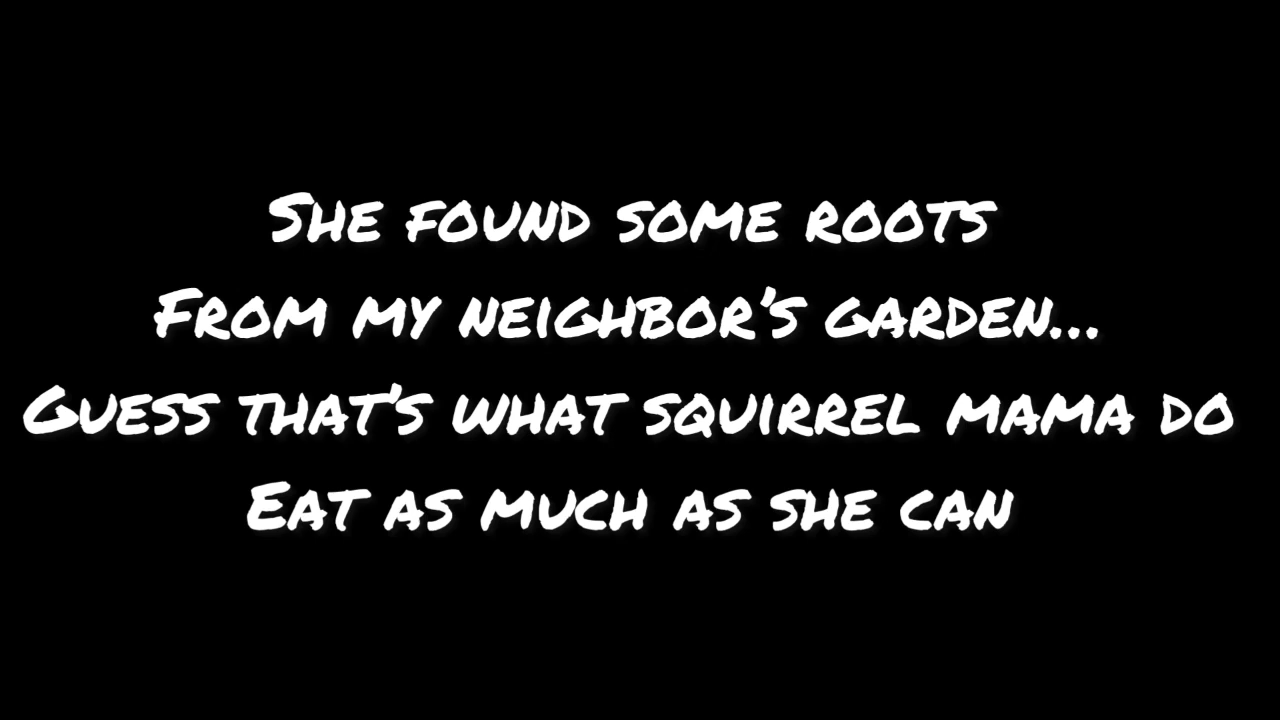 She found some roots
From my neighbor's garden...
Guess that's what squirrel mama do
Eat as much as she can